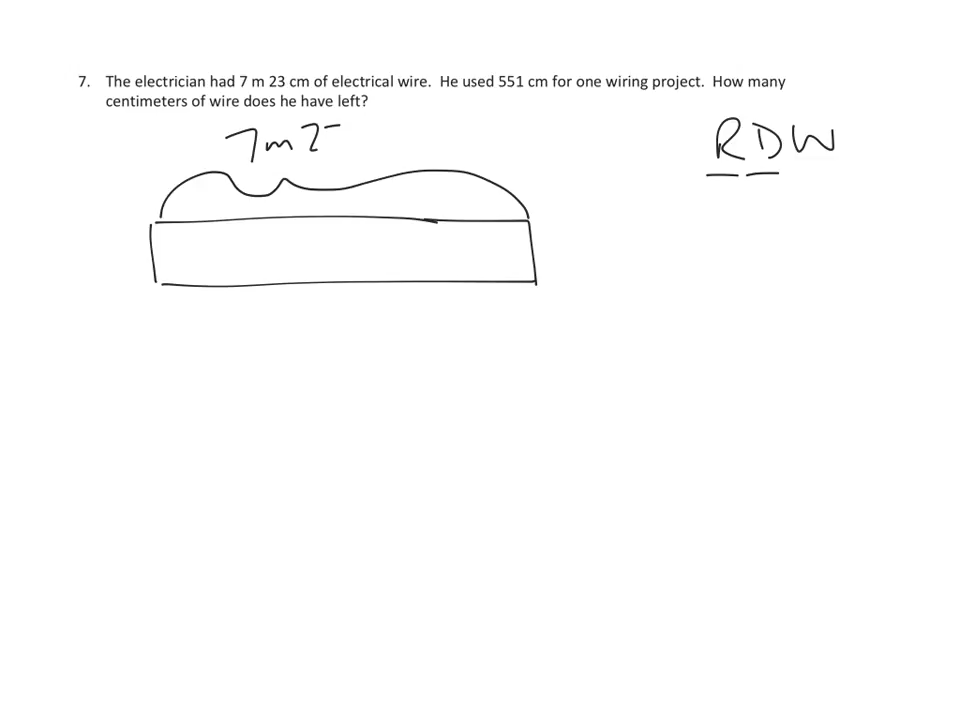 7. The electrician had 7 m 23 cm of electrical wire. He used 551 cm for one wiring project. How many
centimeters of wire does he have left?
7m 2
RDW